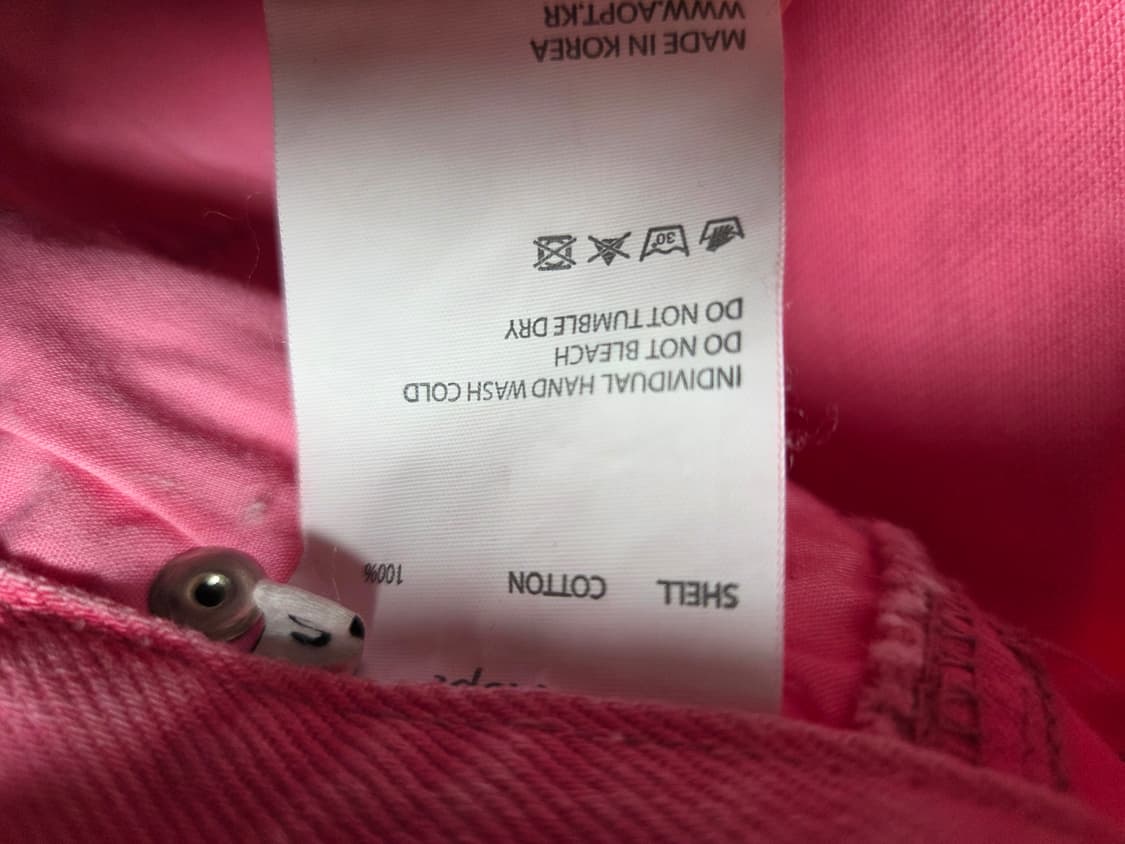 SHELL COTTON 100%
INDIVIDUAL HAND WASH COLD
DO NOT BLEACH
DO NOT TUMBLE DRY
30
MADE IN KOREA
WWW.AOPT.KR